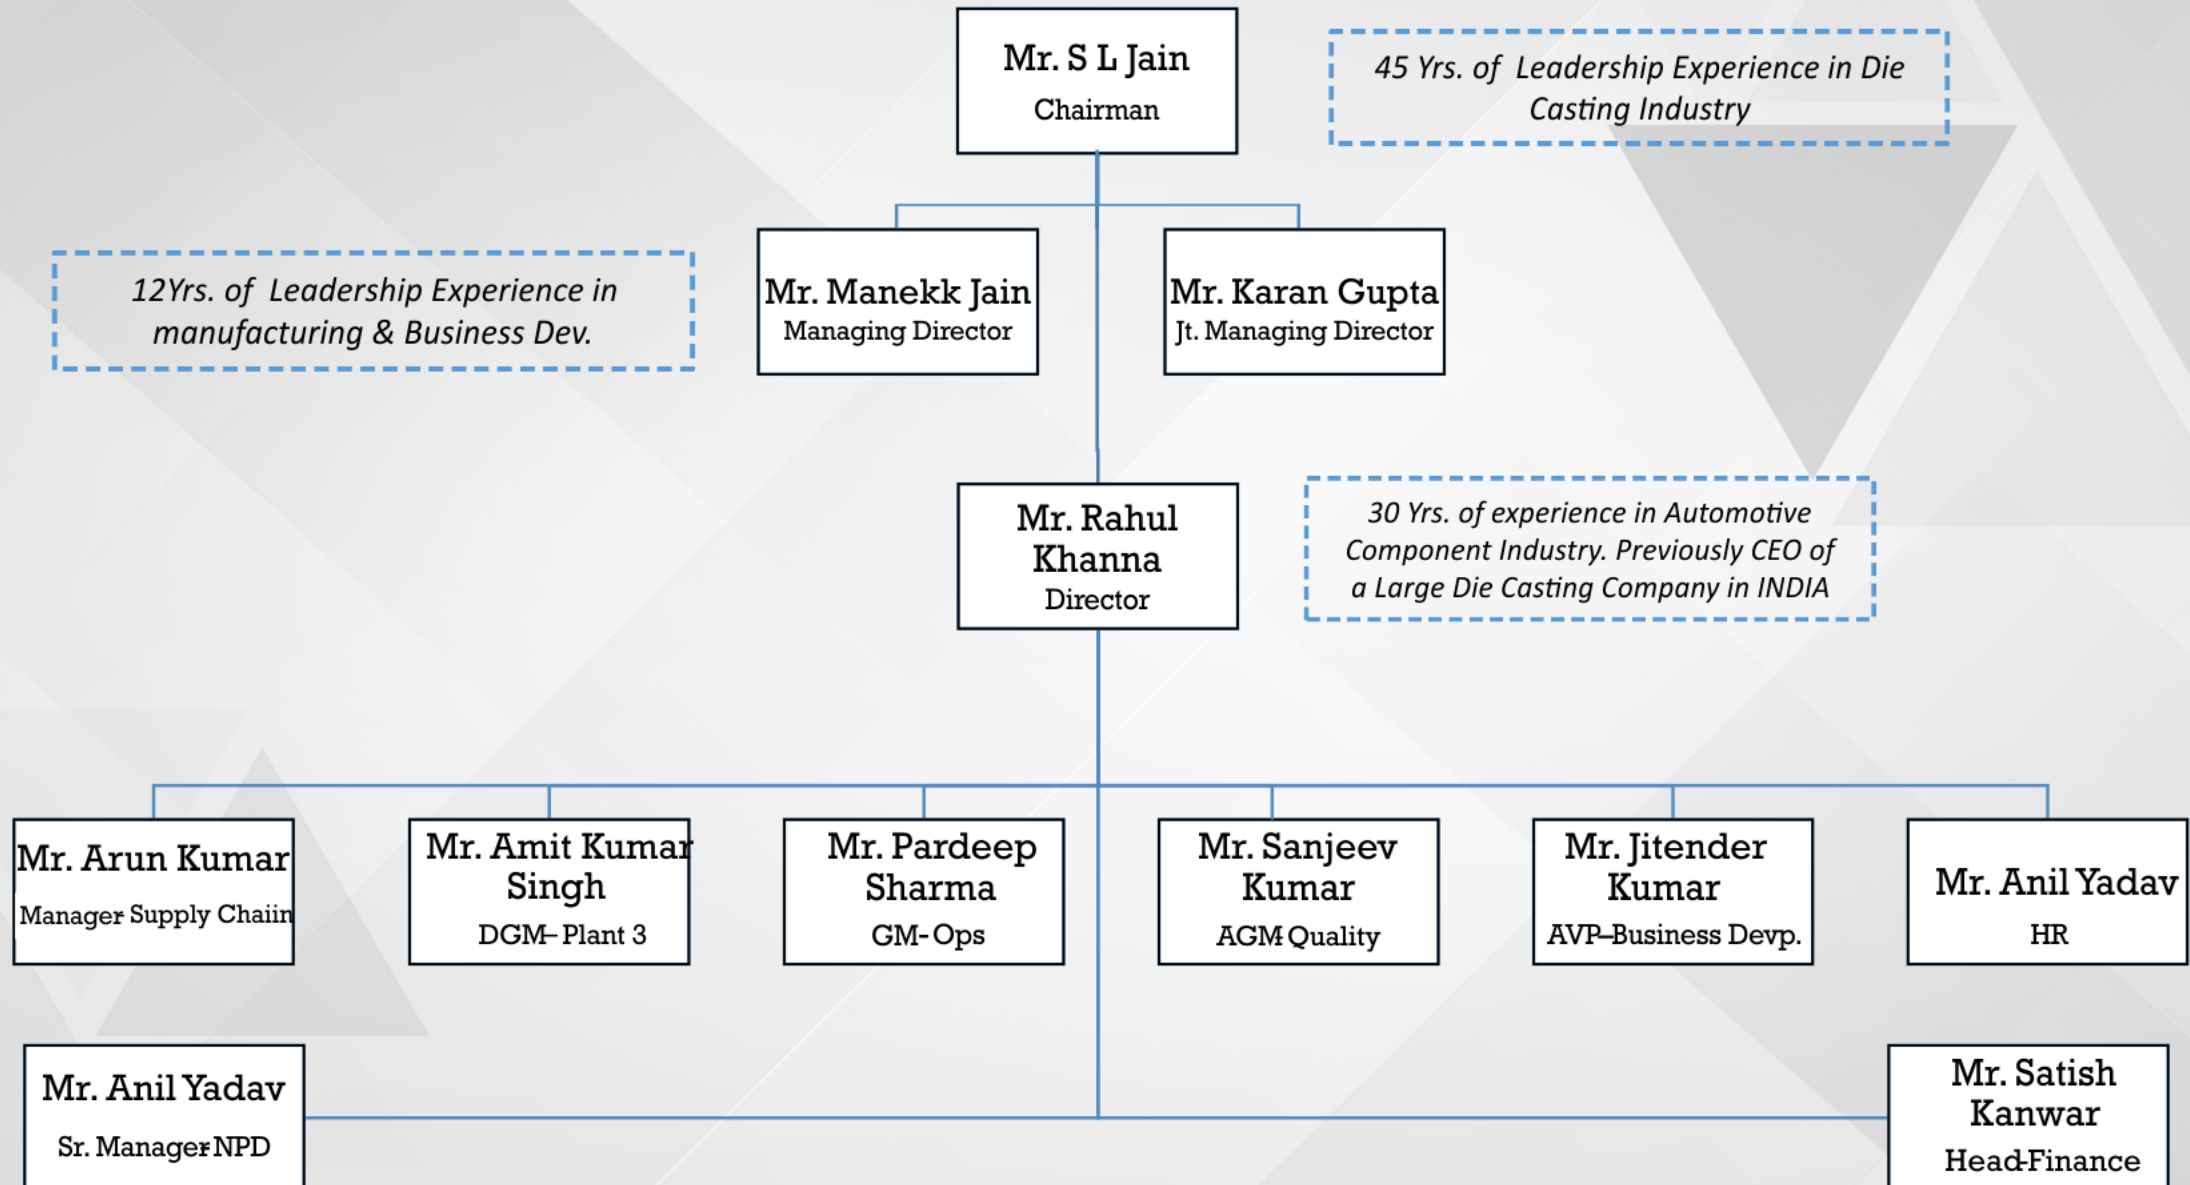 Mr. S L Jain
Chairman
45 Yrs. of Leadership Experience in Die
Casting Industry
12Yrs. of Leadership Experience in
manufacturing & Business Dev.
Mr. Manekk Jain
Managing Director
Mr. Karan Gupta
Jt. Managing Director
Mr. Rahul
Khanna
Director
30 Yrs. of experience in Automotive
Component Industry. Previously CEO of
a Large Die Casting Company in INDIA
Mr. Arun Kumar
Manager- Supply Chaiin
Mr. Amit Kumar
Singh
DGM– Plant 3
Mr. Pardeep
Sharma
GM- Ops
Mr. Sanjeev
Kumar
AGM- Quality
Mr. Jitender
Kumar
AVP–Business Devp.
Mr. Anil Yadav
HR
Mr. Anil Yadav
Sr. Manager-NPD
Mr. Satish
Kanwar
Head-Finance